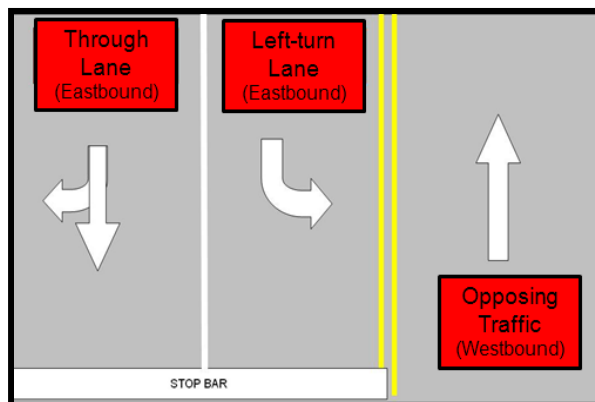 Through
Lane
(Eastbound)
Left-turn
Lane
(Eastbound)
Opposing
Traffic
(Westbound)
STOP BAR